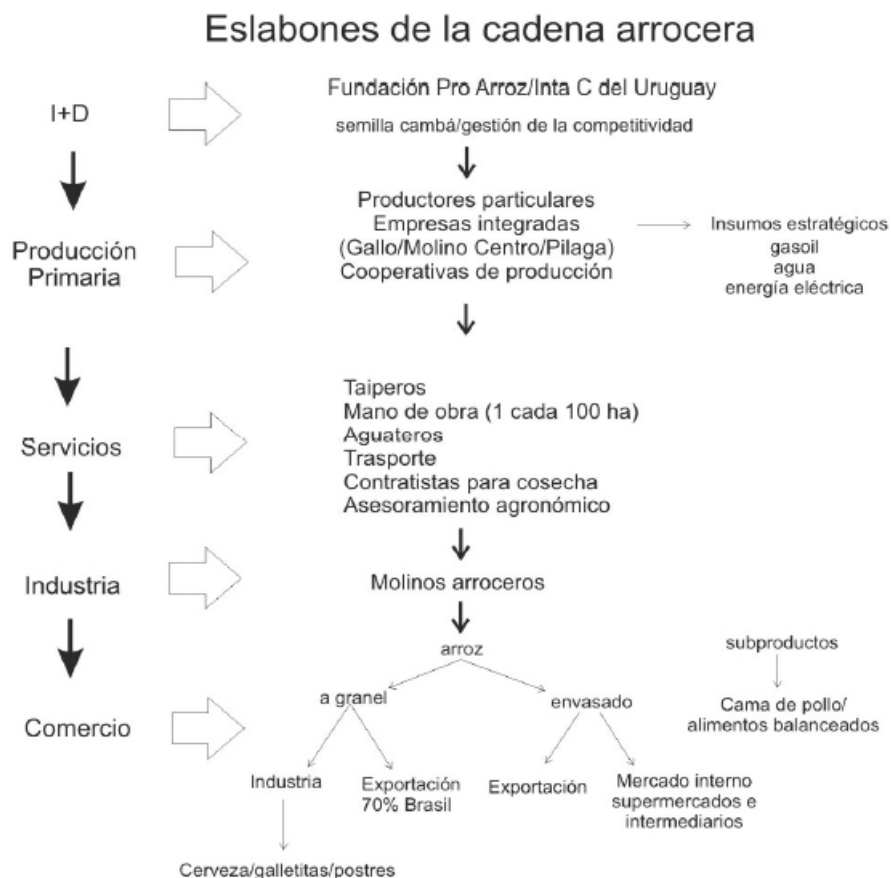 Eslabones de la cadena arrocera
I+D
Fundación Pro Arroz/Inta C del Uruguay
semilla cambá/gestión de la competitividad
Producción
Primaria
Productores particulares
Empresas integradas
(Gallo/Molino Centro/Pilaga)
Cooperativas de producción
Insumos estratégicos
gasoil
agua
energía eléctrica
Servicios
Taiperos
Mano de obra (1 cada 100 ha)
Aguateros
Trasporte
Contratistas para cosecha
Asesoramiento agronómico
Industria
Molinos arroceros
Comercio
arroz
a granel
envasado
Industria
Exportación
70% Brasil
Exportación
Mercado interno
supermercados e
intermediarios
Cerveza/galletitas/postres
subproductos
Cama de pollo/
alimentos balanceados